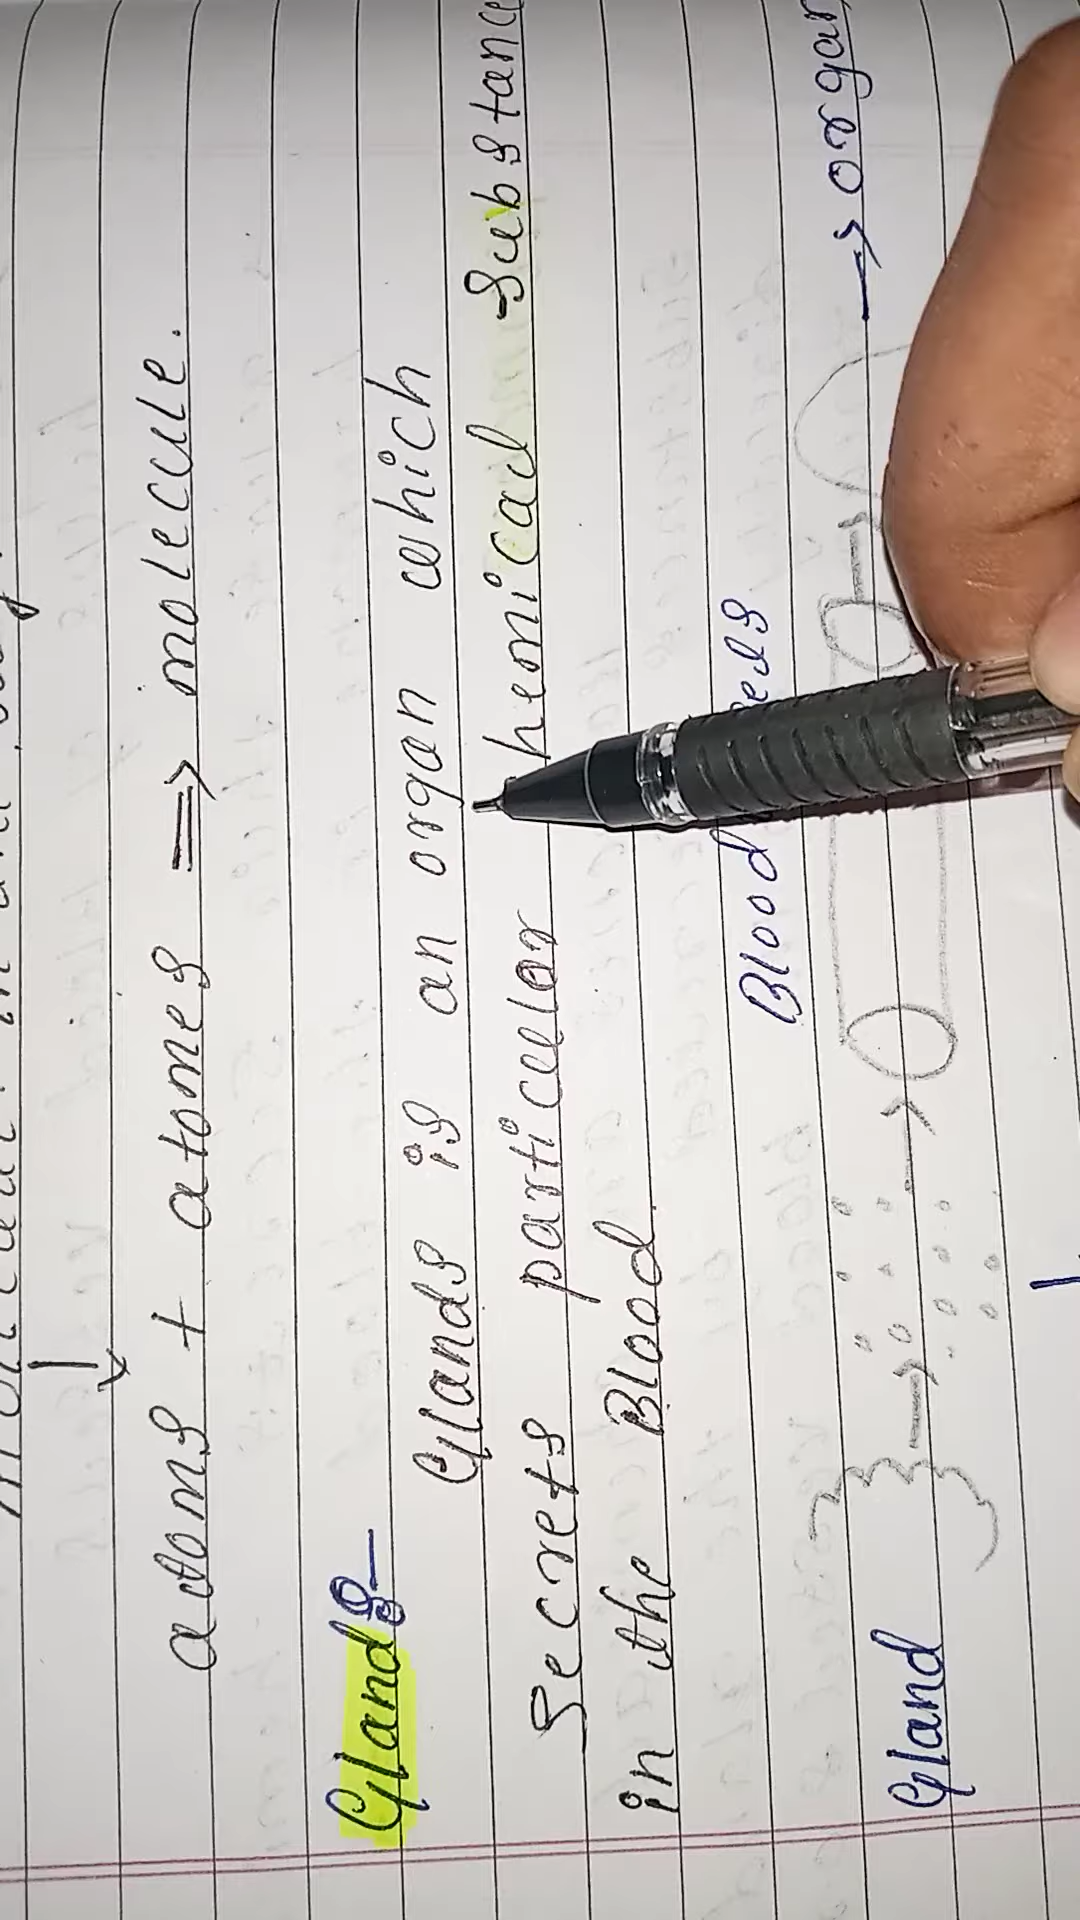 atoms + atomes ⇒ molecule.
Glands:-
Glands is an organ which
Secrets particular chemical substance
in the Blood.
Blood
Gland → → → → organ